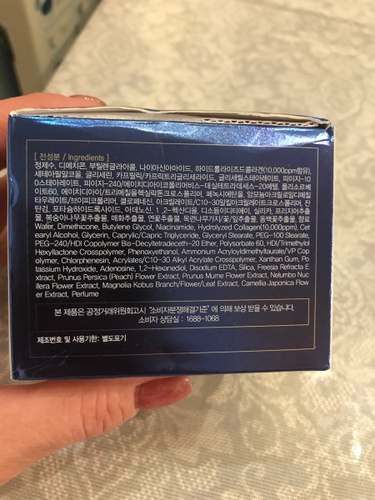 [ 전성분 / Ingredients ]
정제수, 디메치콘, 부틸렌글라이콜, 나이아신아마이드, 하이드롤라이즈드콜라겐(10,000ppm함유),
세테아릴알코올, 글리세린, 카프릴릭/카프릭트리글리세라이드, 글리세릴스테아레이트, 피이지-10
0스테아레이트, 피이지-240/에이치디아이코폴리머비스-데실테트라데세스-20에텔, 폴리소르베
이트60, 에이치디아이/트리메틸올헥실락톤크로스폴리머, 페녹시에탄올, 암모늄아크릴로일디메틸
타우레이트/브이피코폴리머, 클로페네신, 아크릴레이트/C10-30알킬아크릴레이트크로스폴리머, 잔
탄검, 포타슘하이드록사이드, 아데노신, 1,2-헥산다이올, 디소듐이디티에이, 실리카, 프리지아추출
물, 복숭아나무꽃추출물, 매화추출물, 연꽃추출물, 목련나무가지/꽃/잎추출물, 동백꽃추출물, 향료
Water, Dimethicone, Butylene Glycol, Niacinamide, Hydrolyzed Collagen(10,000ppm), Cet
earyl Alcohol, Glycerin, Caprylic/Capric Triglyceride, Glyceryl Stearate, PEG-100 Stearate,
PEG-240/HDI Copolymer Bis-Decyltetradeceth-20 Ether, Polysorbate 60, HDI/Trimethylol
Hexyllactone Crosspolymer, Phenoxyethanol, Ammonium Acryloyldimethyltaurate/VP Cop
olymer, Chlorphenesin, Acrylates/C10-30 Alkyl Acrylate Crosspolymer, Xanthan Gum, Po
tassium Hydroxide, Adenosine, 1,2-Hexanediol, Disodium EDTA, Silica, Freesia Refracta E
xtract, Prunus Persica (Peach) Flower Extract, Prunus Mume Flower Extract, Nelumbo Nuc
ifera Flower Extract, Magnolia Kobus Branch/Flower/Leaf Extract, Camellia Japonica Flow
er Extract, Perfume
이 제품은 공정거래위원회고시 "소비자분쟁해결기준" 에 의해 보상 받을 수 있습니다.
소비자 상담실 : 1688-1068
제조번호 및 사용기한: 별도표기